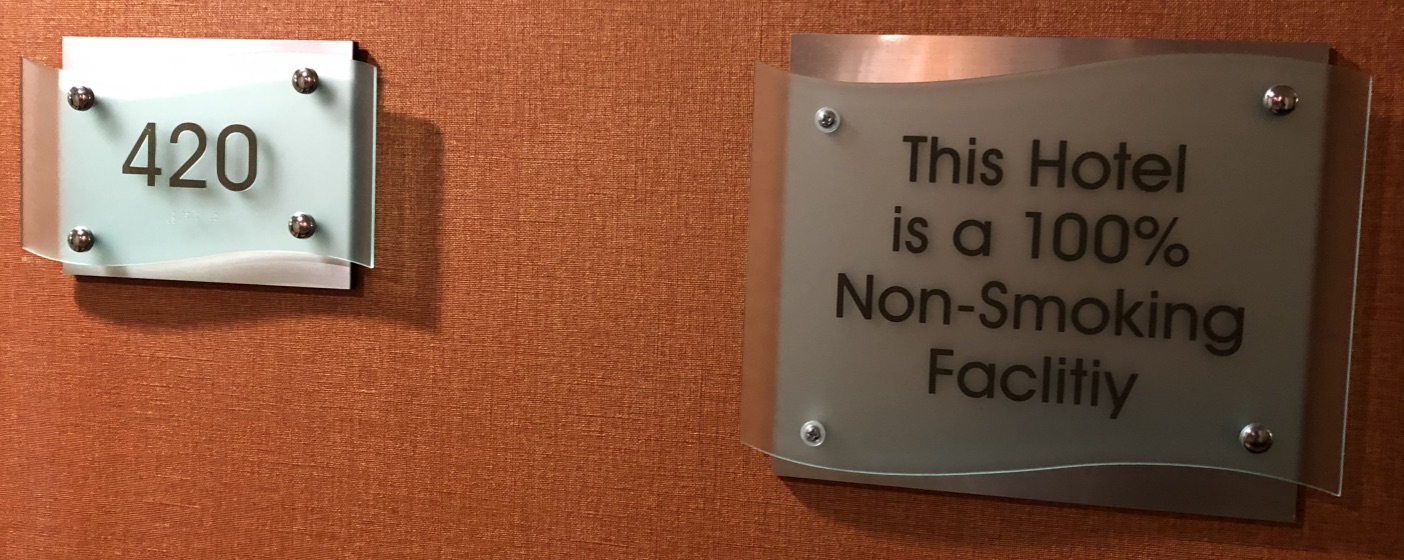 420
This Hotel
is a 100%
Non-Smoking
Faclitiy